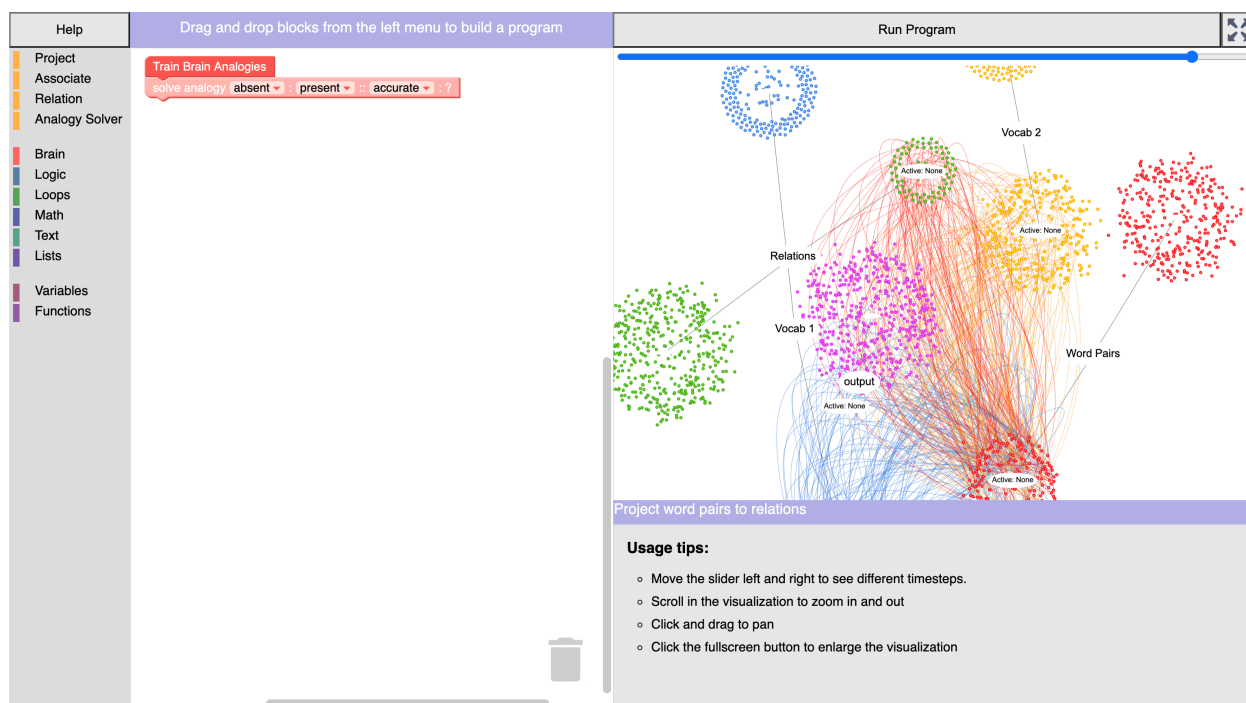 Help
Drag and drop blocks from the left menu to build a program
Run Program
Project
Associate
Relation
Analogy Solver
Brain
Logic
Loops
Math
Text
Lists
Variables
Functions
Train Brain Analogies
solve analogy absent : present :: accurate : ?
Vocab 2
Active: None
Active: None
Relations
Vocab 1
Word Pairs
output
Active: None
Active: None
Project word pairs to relations
Usage tips:
Move the slider left and right to see different timesteps.
Scroll in the visualization to zoom in and out
Click and drag to pan
Click the fullscreen button to enlarge the visualization